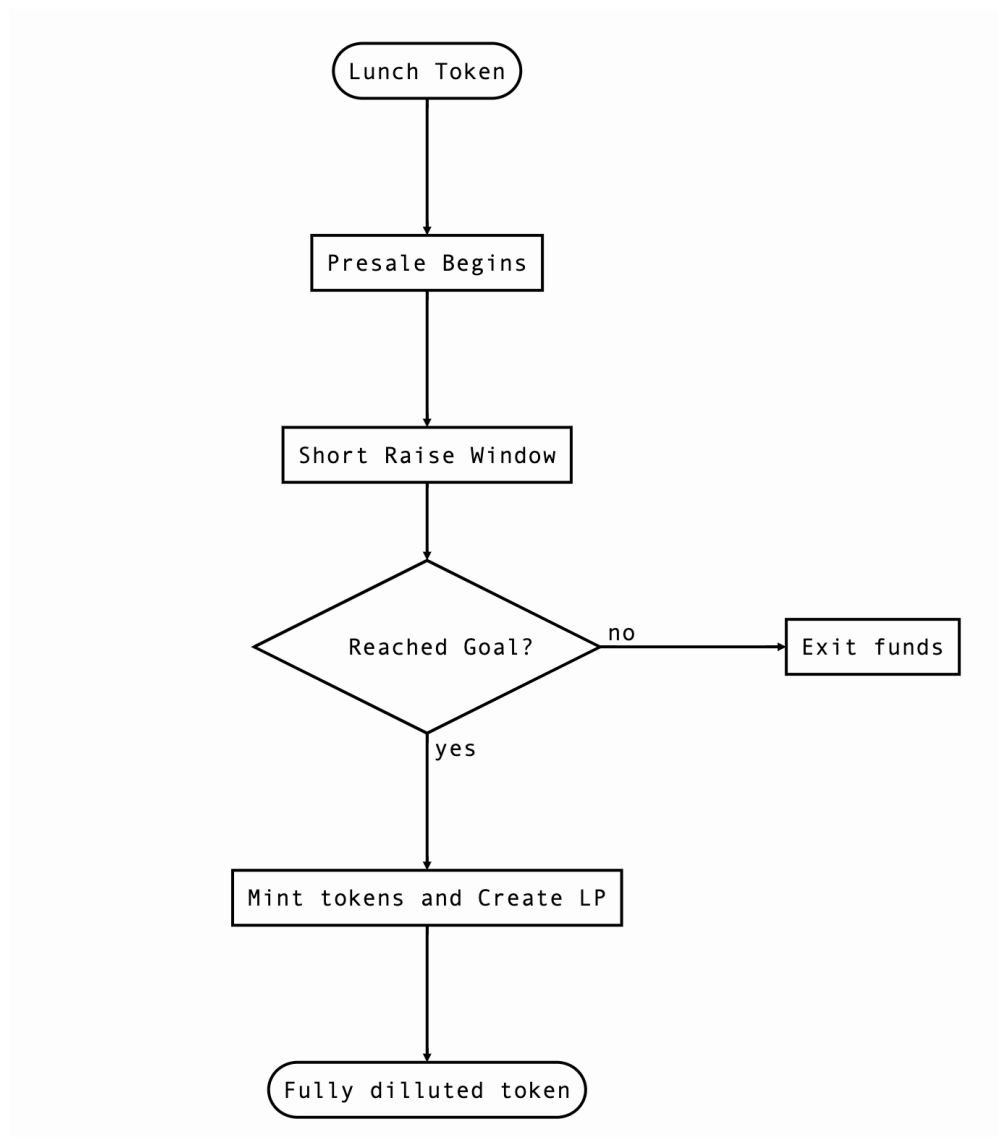 Lunch Token
Presale Begins
Short Raise Window
Reached Goal?
no
Exit funds
yes
Mint tokens and Create LP
Fully dilluted token